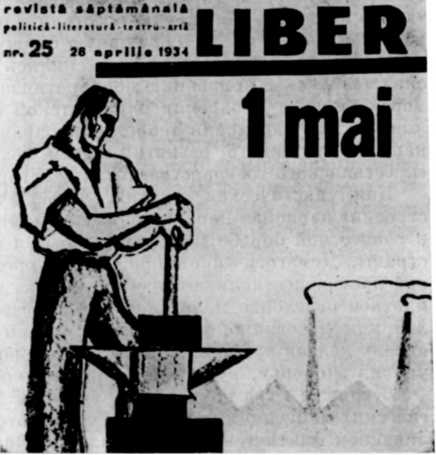 revistă săptămânală
politică-literatură-teatru-artă
nr. 25 28 aprilie 1934
LIBER
1 mai